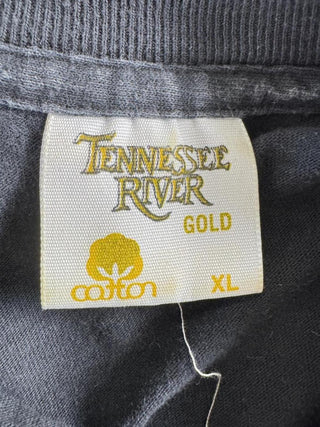 TENNESSEE
RIVER
GOLD
cotton XL